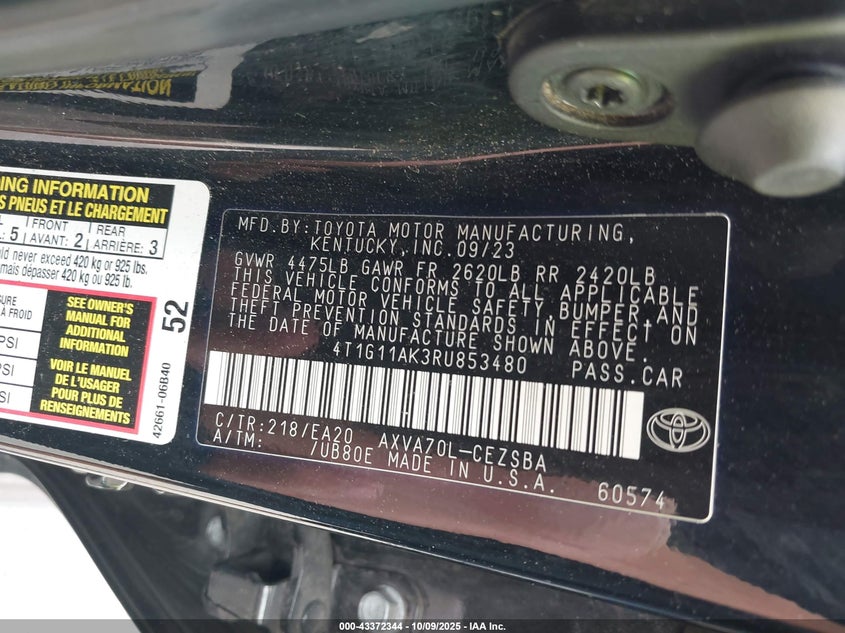 ING INFORMATION
S PNEUS ET LE CHARGEMENT
L 5 FRONT AVANT: 2 REAR ARRIÈRE: 3
ld never exceed 420 kg or 925 lbs.
mais dépasser 420 kg ou 925 lb.
SURE
À FROID
PSI
PSI
SEE OWNER'S
MANUAL FOR
ADDITIONAL
INFORMATION
VOIR LE MANUEL
DE L'USAGER
POUR PLUS DE
RENSEIGNEMENTS
52
42661-06B40
MFD.BY:TOYOTA MOTOR MANUFACTURING,
KENTUCKY,INC.09/23
GVWR 4475LB GAWR FR 2620LB RR 2420LB
THIS VEHICLE CONFORMS TO ALL APPLICABLE
FEDERAL MOTOR VEHICLE SAFETY,BUMPER,AND
THEFT PREVENTION STANDARDS IN EFFECT ON
THE DATE OF MANUFACTURE SHOWN ABOVE.
4T1G11AK3RU853480 PASS.CAR
C/TR:218/EA20 AXVA70L-CEZSBA
A/TM: /UB80E MADE IN U.S.A.
60574
000-43372344 | 10/09/2025 | © IAA Inc.